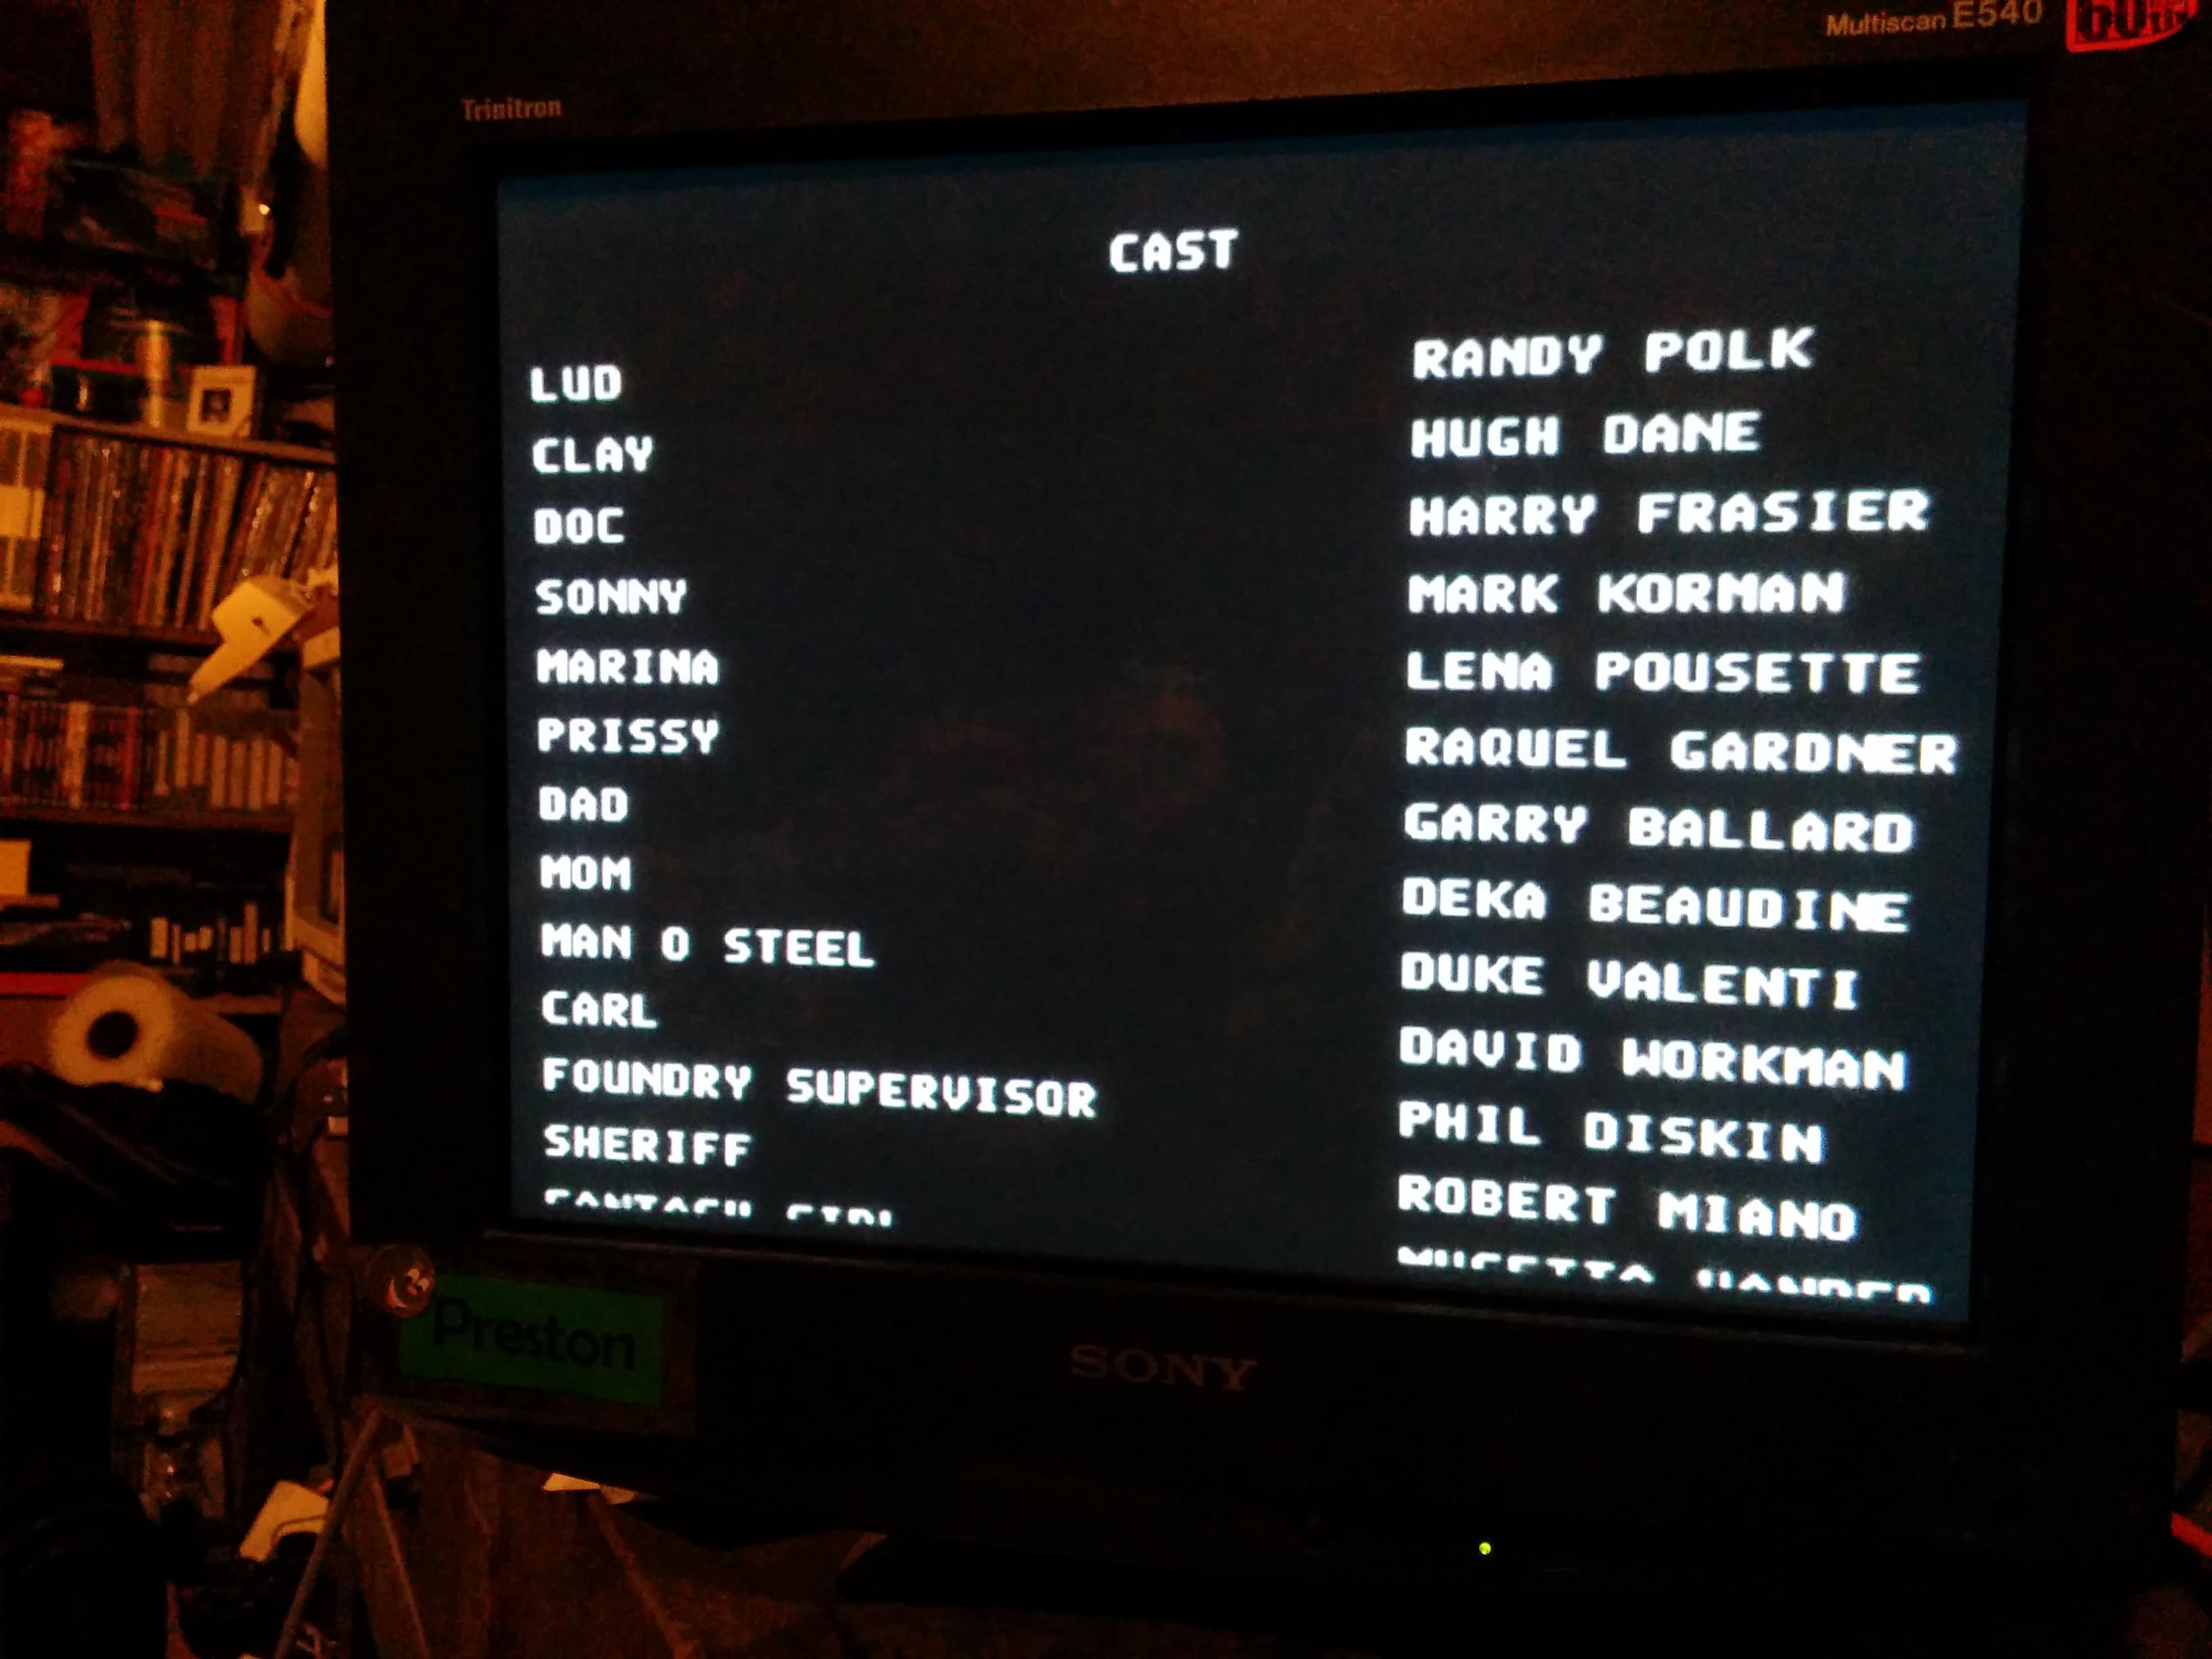 Multiscan E540
Trinitron
CAST
LUD RANDY POLK
CLAY HUGH DANE
DOC HARRY FRASIER
SONNY MARK KORMAN
MARINA LENA POUSETTE
PRISSY RAQUEL GARDNER
DAD GARRY BALLARD
MOM DEKA BEAUDINE
MAN O STEEL DUKE VALENTI
CARL DAVID WORKMAN
FOUNDRY SUPERVISOR PHIL DISKIN
SHERIFF ROBERT MIANO
FANTASY GIRL
Preston
SONY